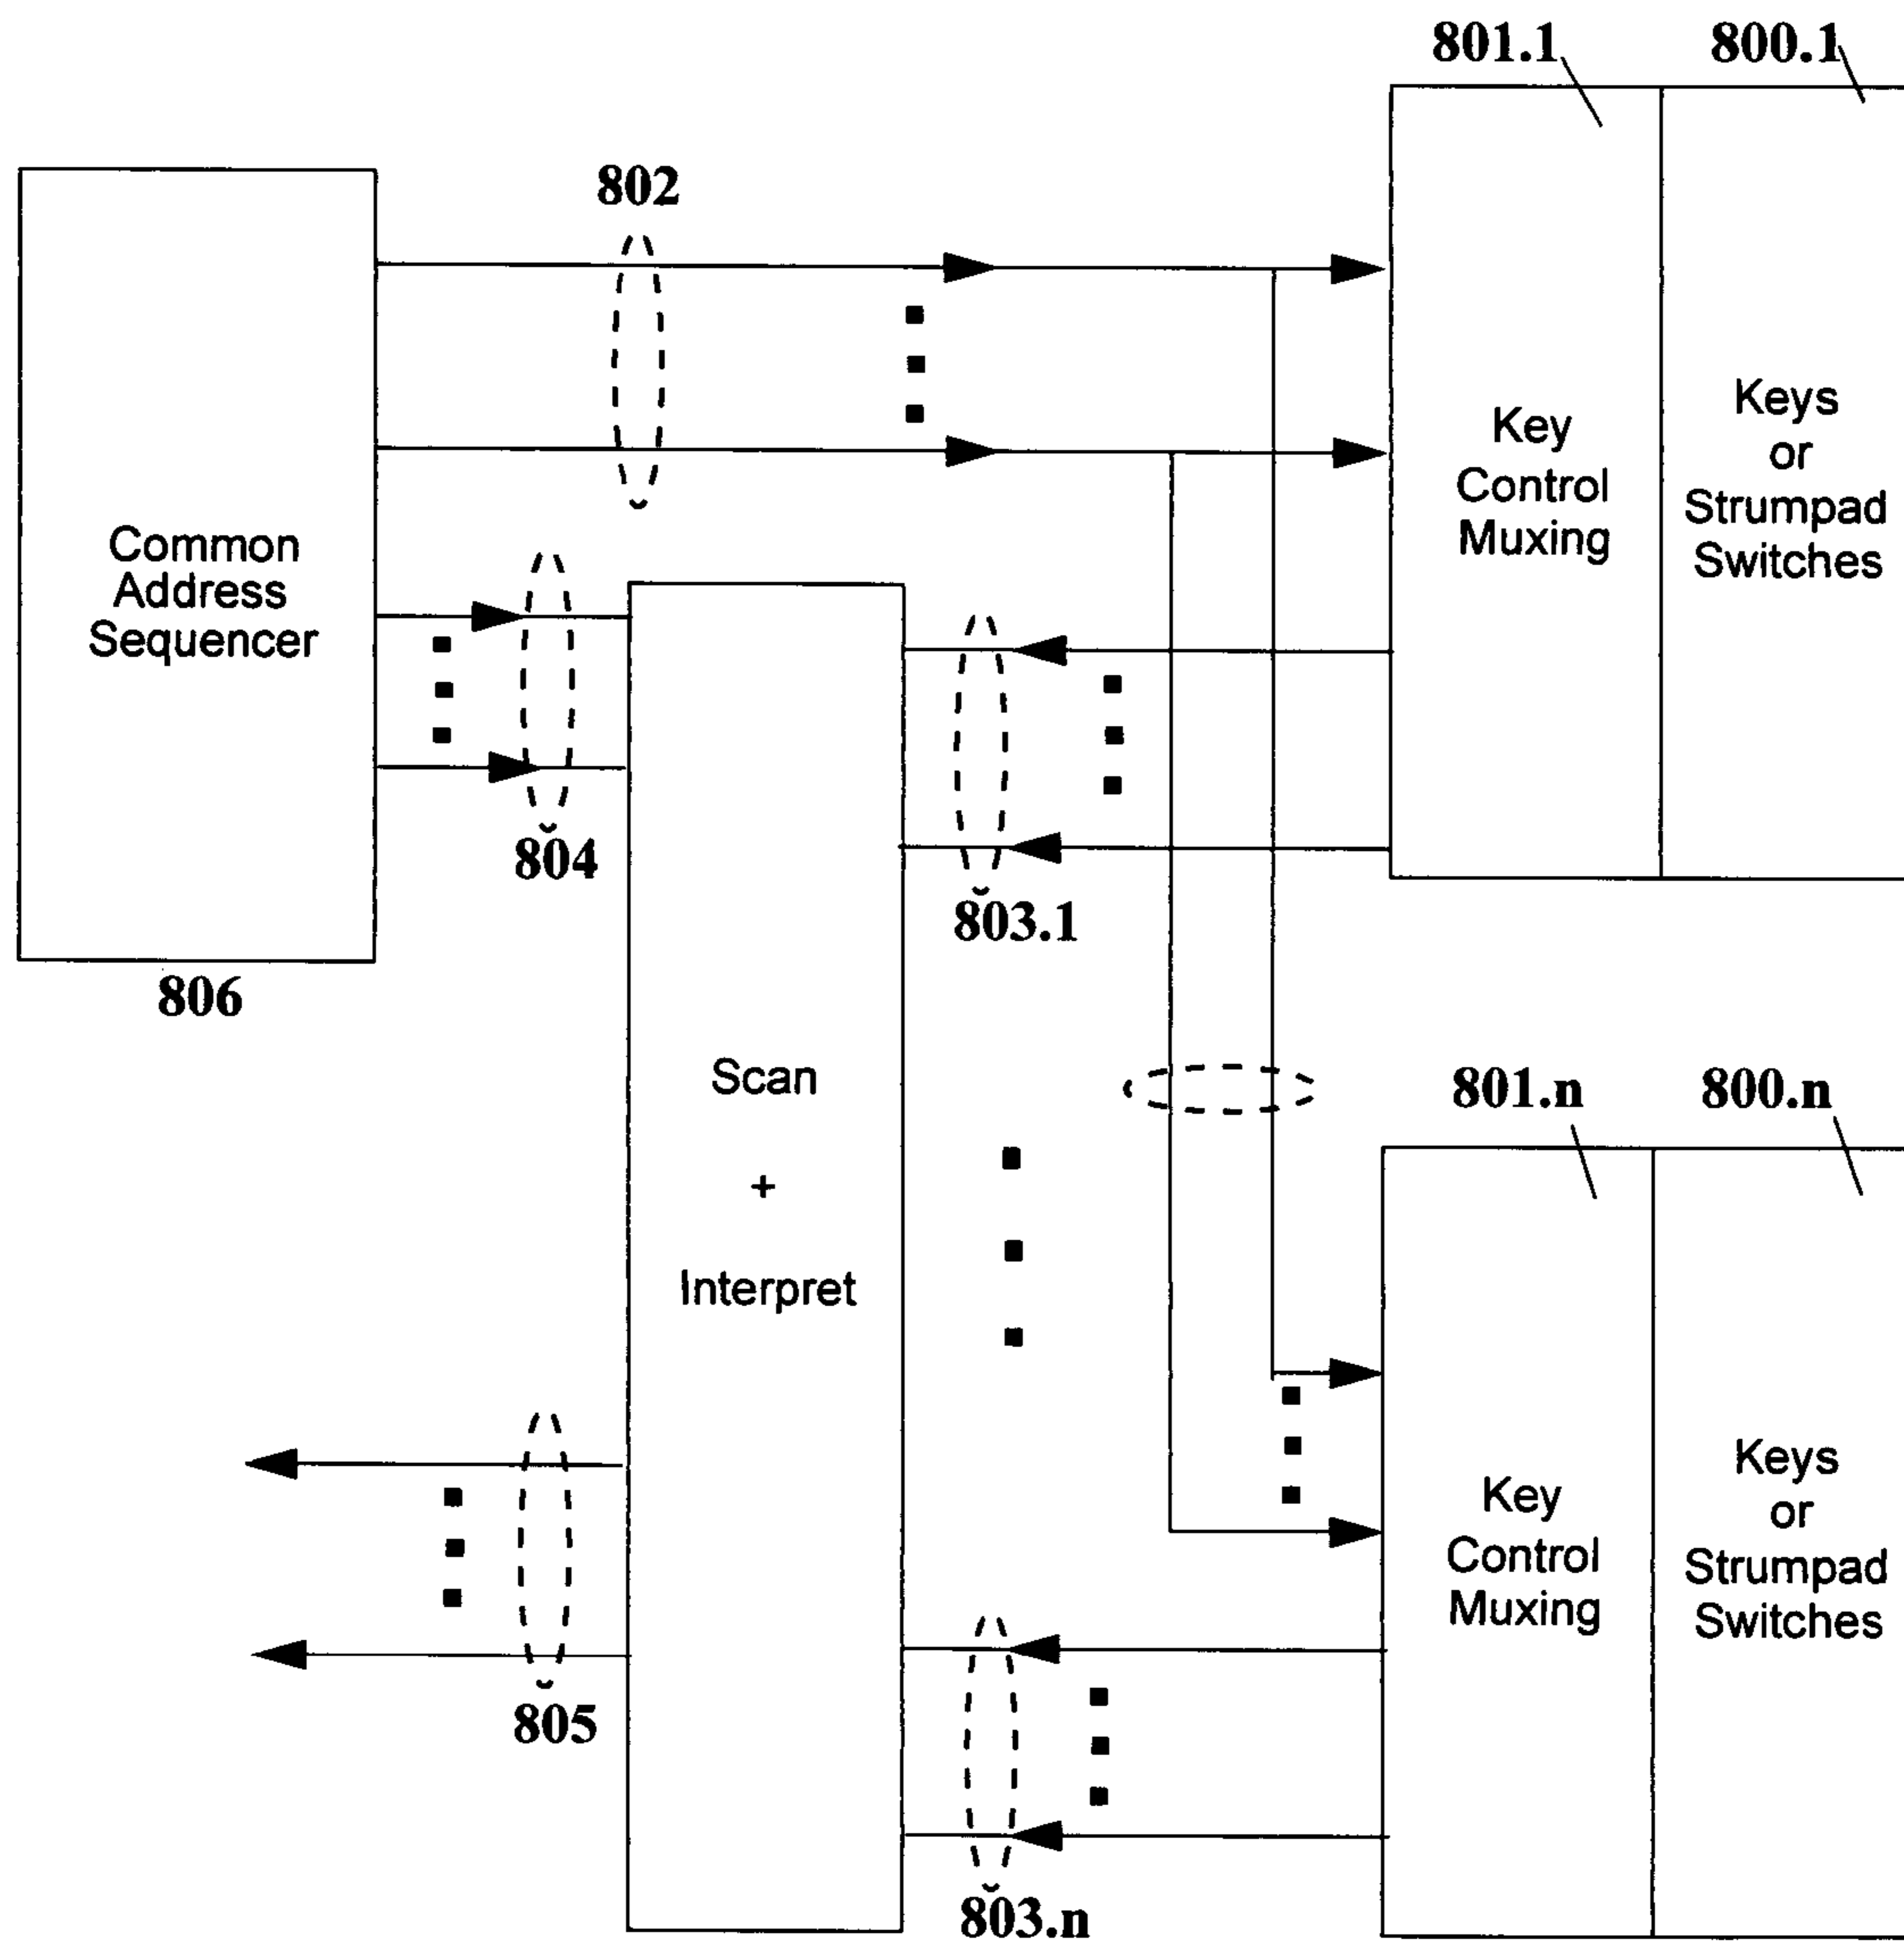 801.1
800.1
802
Common
Address
Sequencer
Key
Control
Muxing
Keys
or
Strumpad
Switches
804
803.1
806
Scan
+
Interpret
801.n
800.n
Key
Control
Muxing
Keys
or
Strumpad
Switches
805
803.n